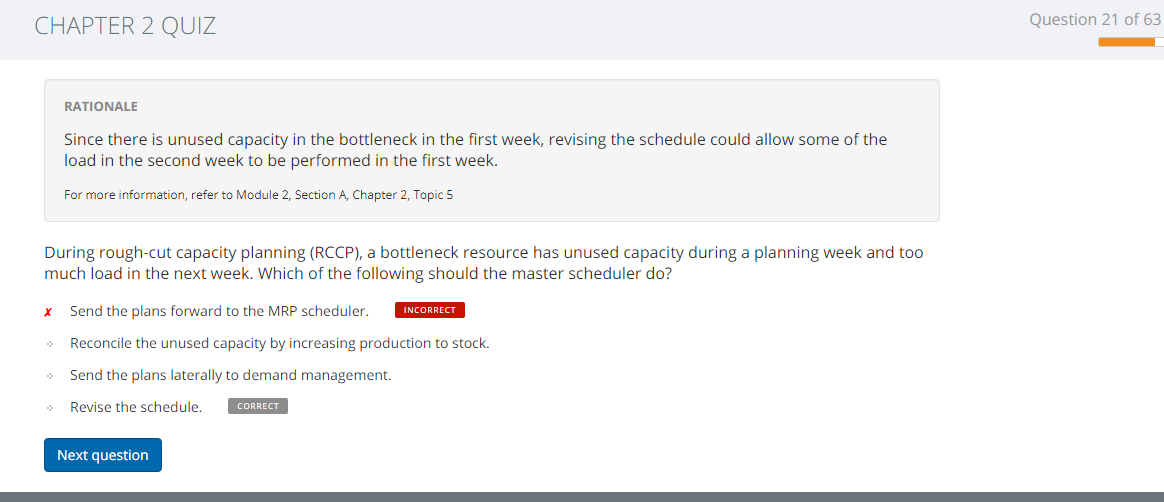 CHAPTER 2 QUIZ
Question 21 of 63
RATIONALE
Since there is unused capacity in the bottleneck in the first week, revising the schedule could allow some of the
load in the second week to be performed in the first week.
For more information, refer to Module 2, Section A, Chapter 2, Topic 5
During rough-cut capacity planning (RCCP), a bottleneck resource has unused capacity during a planning week and too
much load in the next week. Which of the following should the master scheduler do?
✗ Send the plans forward to the MRP scheduler. INCORRECT
Reconcile the unused capacity by increasing production to stock.
Send the plans laterally to demand management.
Revise the schedule. CORRECT
Next question